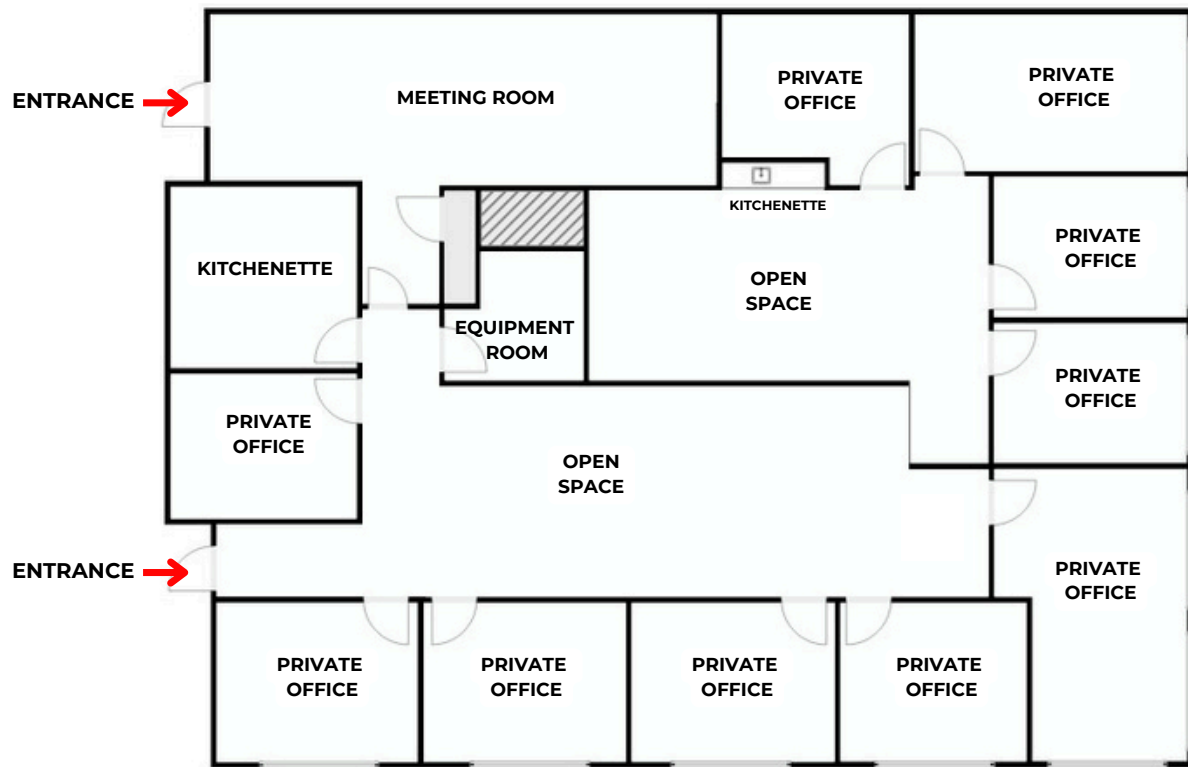 ENTRANCE
MEETING ROOM
PRIVATE
OFFICE
PRIVATE
OFFICE
KITCHENETTE
KITCHENETTE
PRIVATE
OFFICE
OPEN
SPACE
EQUIPMENT
ROOM
PRIVATE
OFFICE
PRIVATE
OFFICE
OPEN
SPACE
ENTRANCE
PRIVATE
OFFICE
PRIVATE
OFFICE
PRIVATE
OFFICE
PRIVATE
OFFICE
PRIVATE
OFFICE